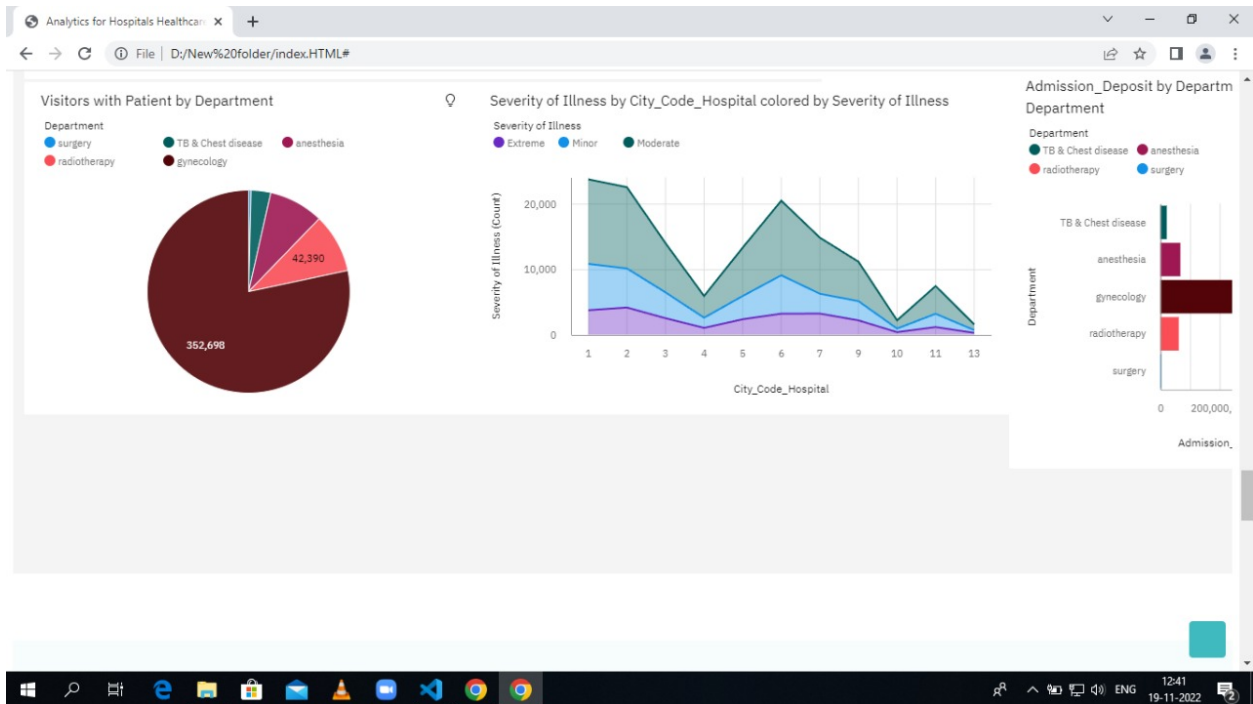 Analytics for Hospitals Healthcar
File | D:/New%20folder/index.HTML#
Visitors with Patient by Department
Department
surgery TB & Chest disease anesthesia
radiotherapy gynecology
42,390
352,698
Severity of Illness by City_Code_Hospital colored by Severity of Illness
Severity of Illness
Extreme Minor Moderate
Severity of Illness (Count)
20,000
10,000
0
1 2 3 4 5 6 7 9 10 11 13
City_Code_Hospital
Admission_Deposit by Departm
Department
Department
TB & Chest disease anesthesia
radiotherapy surgery
Department
TB & Chest disease
anesthesia
gynecology
radiotherapy
surgery
0 200,000,
Admission_
ENG
12:41
19-11-2022
2